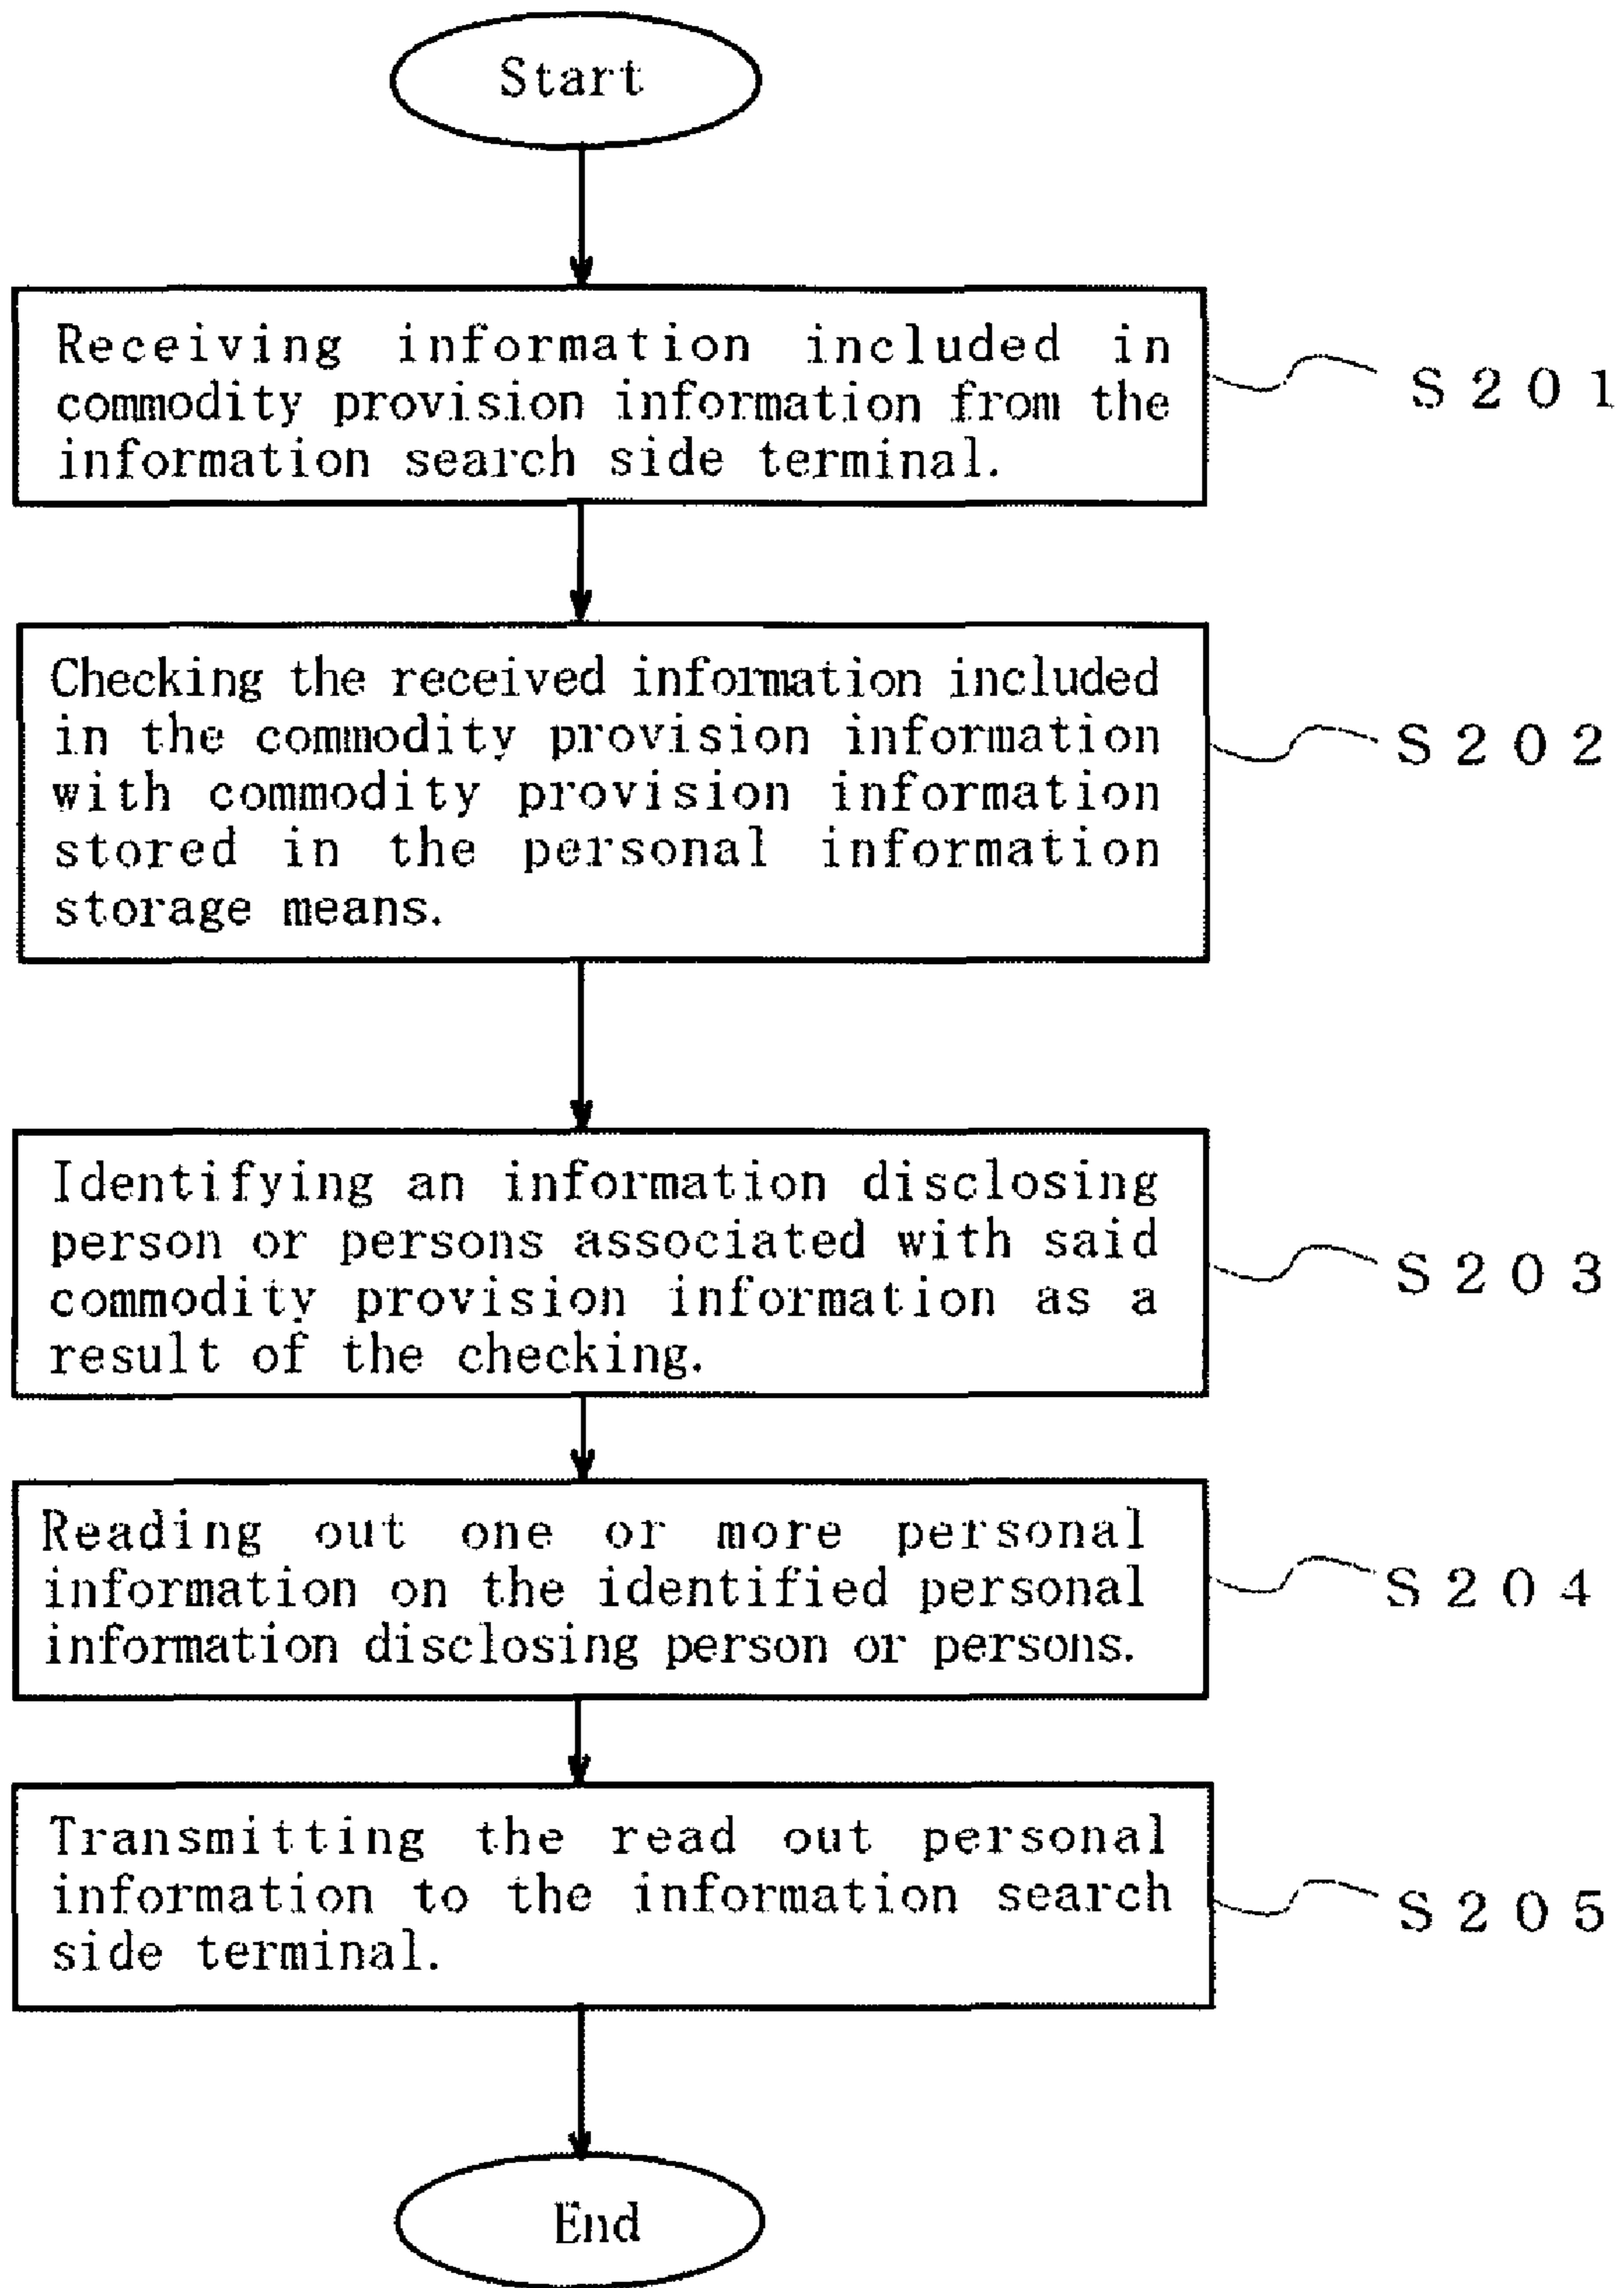 Start
Receiving information included in
commodity provision information from the
information search side terminal.
S201
Checking the received information included
in the commodity provision information
with commodity provision information
stored in the personal information
storage means.
S202
Identifying an information disclosing
person or persons associated with said
commodity provision information as a
result of the checking.
S203
Reading out one or more personal
information on the identified personal
information disclosing person or persons.
S204
Transmitting the read out personal
information to the information search
side terminal.
S205
End